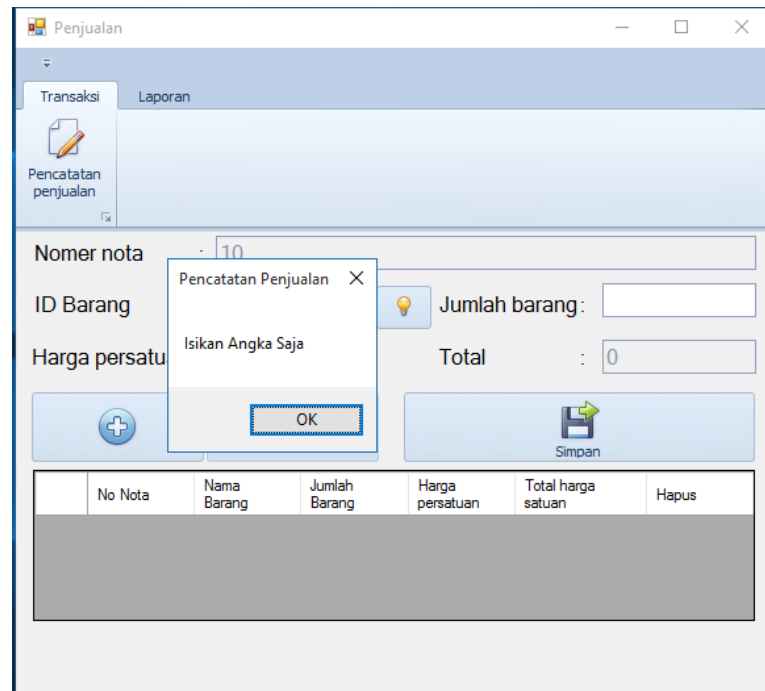 Penjualan
Transaksi Laporan
Pencatatan
penjualan
Nomer nota : 10
Pencatatan Penjualan
ID Barang
Jumlah barang :
Isikan Angka Saja
Harga persatu
Total : 0
OK
Simpan
No Nota
Nama
Barang
Jumlah
Barang
Harga
persatuan
Total harga
satuan
Hapus